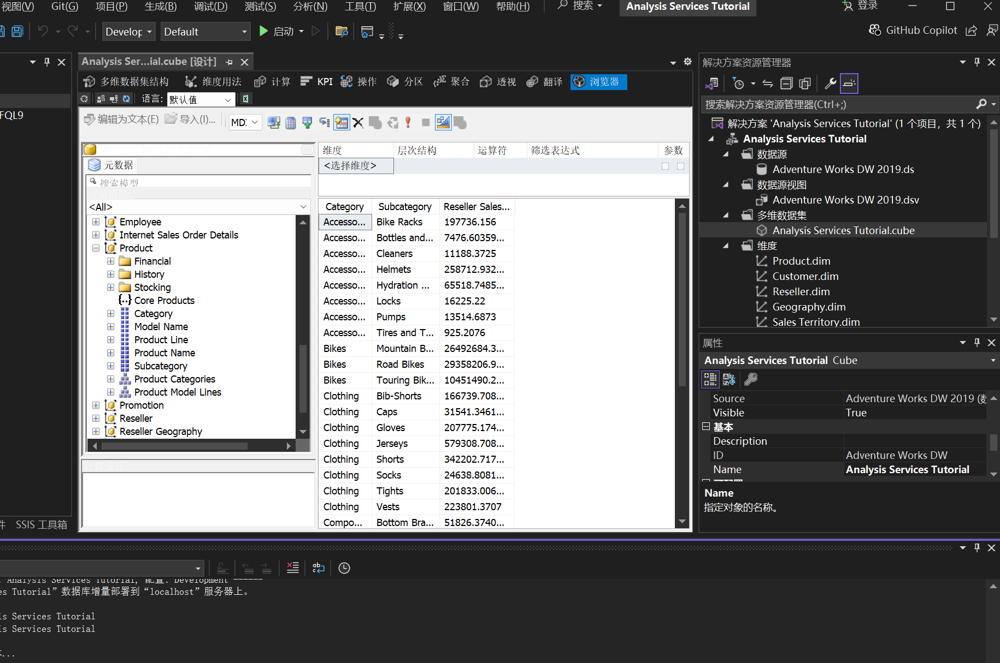 视图(V) Git(G) 项目(P) 生成(B) 调试(D) 测试(S) 分析(N) 工具(T) 扩展(X) 窗口(W) 帮助(H) 搜索 Analysis Services Tutorial 登录
Develop Default 启动 GitHub Copilot
FQL9
SSIS 工具箱
Analysis Ser...ial.cube [设计]
多维数据集结构 维度用法 计算 KPI 操作 分区 聚合 透视 翻译 浏览器
语言: 默认值
编辑为文本(E) 导入(I)... MDX
Analysis Services Tutorial
元数据
搜索模型
度量值组:
<All>
Employee
Internet Sales Order Details
Product
Financial
History
Stocking
Core Products
Category
Model Name
Product Line
Product Name
Subcategory
Product Categories
Product Model Lines
Promotion
Reseller
Reseller Geography
计算成员
维度 层次结构 运算符 筛选表达式 参数
<选择维度>
Category Subcategory Reseller Sales...
Accesso... Bike Racks 197736.156
Accesso... Bottles and... 7476.60359...
Accesso... Cleaners 11188.3725
Accesso... Helmets 258712.932...
Accesso... Hydration ... 65518.7485...
Accesso... Locks 16225.22
Accesso... Pumps 13514.6873
Accesso... Tires and T... 925.2076
Bikes Mountain B... 26492684.3...
Bikes Road Bikes 29358206.9...
Bikes Touring Bik... 10451490.2...
Clothing Bib-Shorts 166739.708...
Clothing Caps 31541.3461...
Clothing Gloves 207775.174...
Clothing Jerseys 579308.708...
Clothing Shorts 342202.717...
Clothing Socks 24638.8081...
Clothing Tights 201833.006...
Clothing Vests 223801.3707
Compo... Bottom Bra... 51826.3740...
解决方案资源管理器
搜索解决方案资源管理器(Ctrl+;)
解决方案 'Analysis Services Tutorial' (1 个项目，共 1 个)
Analysis Services Tutorial
数据源
Adventure Works DW 2019.ds
数据源视图
Adventure Works DW 2019.dsv
多维数据集
Analysis Services Tutorial.cube
维度
Product.dim
Customer.dim
Reseller.dim
Geography.dim
Sales Territory.dim
属性
Analysis Services Tutorial Cube
Source Adventure Works DW 2019 (数
Visible True
基本
Description
ID Adventure Works DW
Name Analysis Services Tutorial
Name
指定对象的名称。
Analysis Services Tutorial, 配置: Development ------
es Tutorial”数据库增量部署到“localhost”服务器上。
is Services Tutorial
is Services Tutorial
...